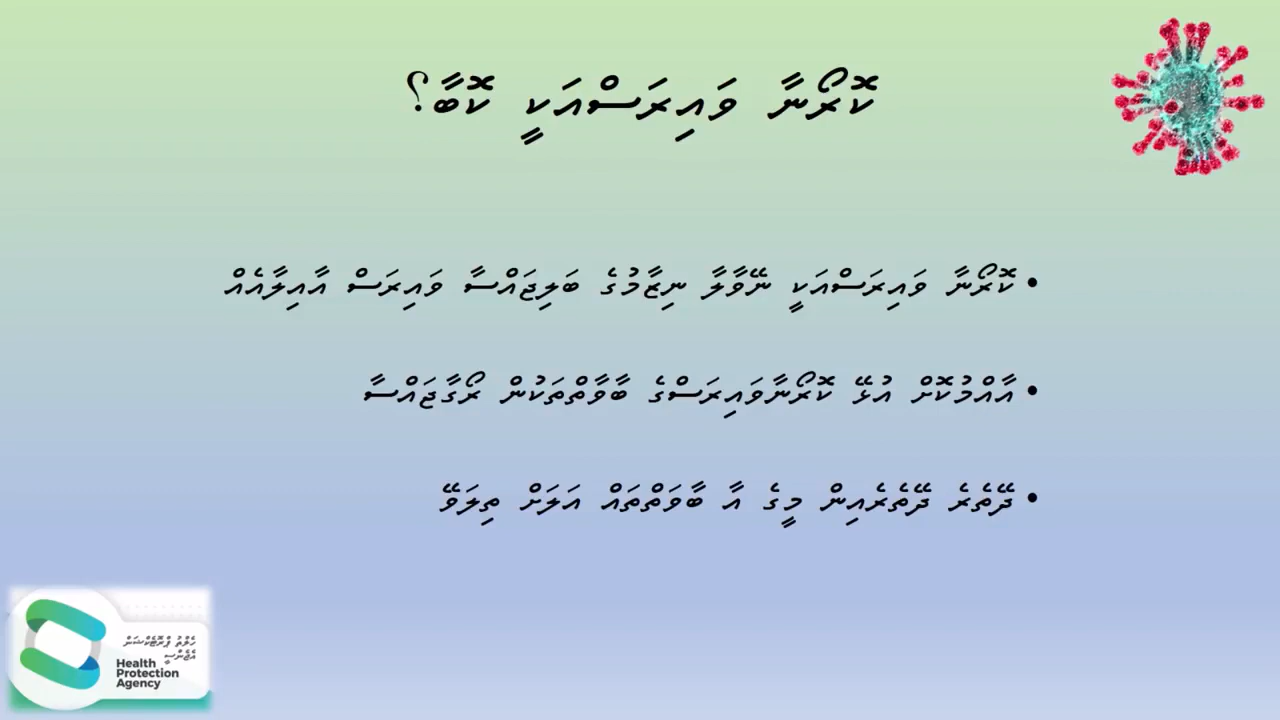 ކޮރޯނާ ވައިރަސްއަކީ ކޮބާ؟
• ކޮރޯނާ ވައިރަސްއަކީ ނޭވާލާ ނިޒާމުގެ ބަލިޖައްސާ ވައިރަސް އާއިލާއެއް
• އާއްމުކޮށް އުޅޭ ކޮރޯނާވައިރަސްގެ ބާވާތްތަކުން ރޯގާޖައްސާ
• ދޭތެރެ ދޭތެރެއިން މީގެ އާ ބާވަތްތައް އަލަށް ތިލަވޭ
ހެލްތު ޕްރޮޓެކްޝަން
އެޖެންސީ
Health
Protection
Agency